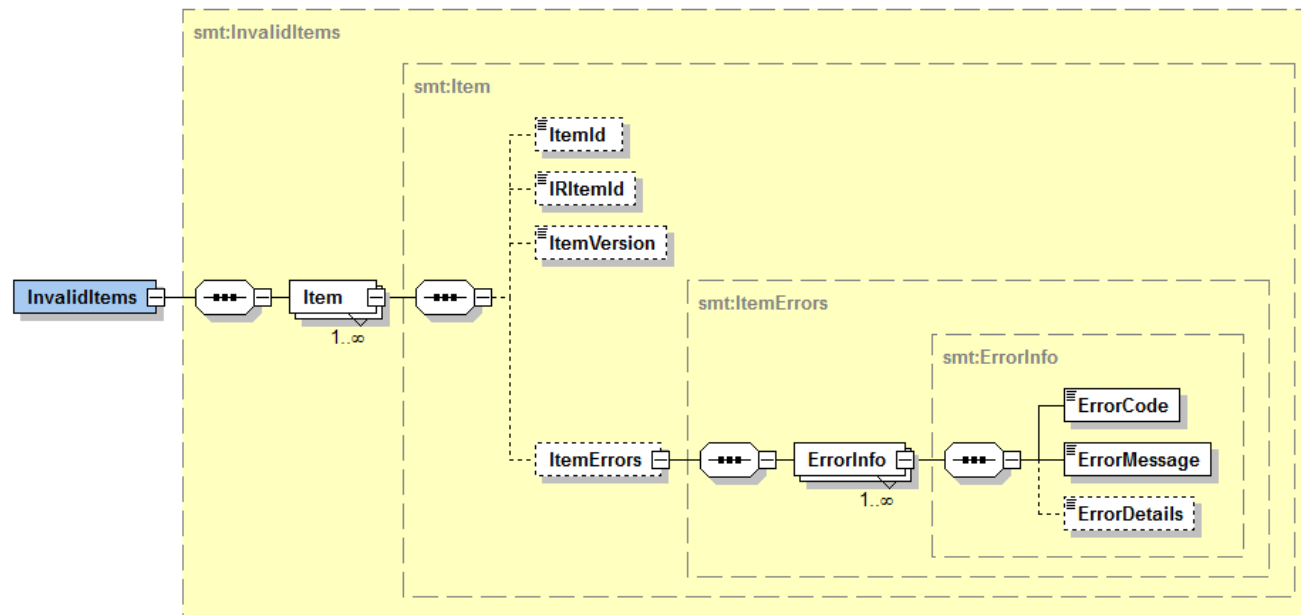 smt:InvalidItems
smt:Item
ItemId
IRItemId
ItemVersion
InvalidItems
Item
1..∞
smt:ItemErrors
smt:ErrorInfo
ErrorCode
ItemErrors
ErrorInfo
1..∞
ErrorMessage
ErrorDetails